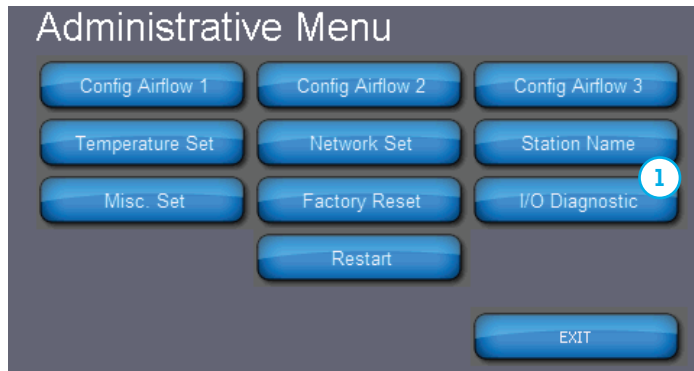 Administrative Menu
Config Airflow 1 Config Airflow 2 Config Airflow 3
Temperature Set Network Set Station Name
1
Misc. Set Factory Reset I/O Diagnostic
Restart
EXIT